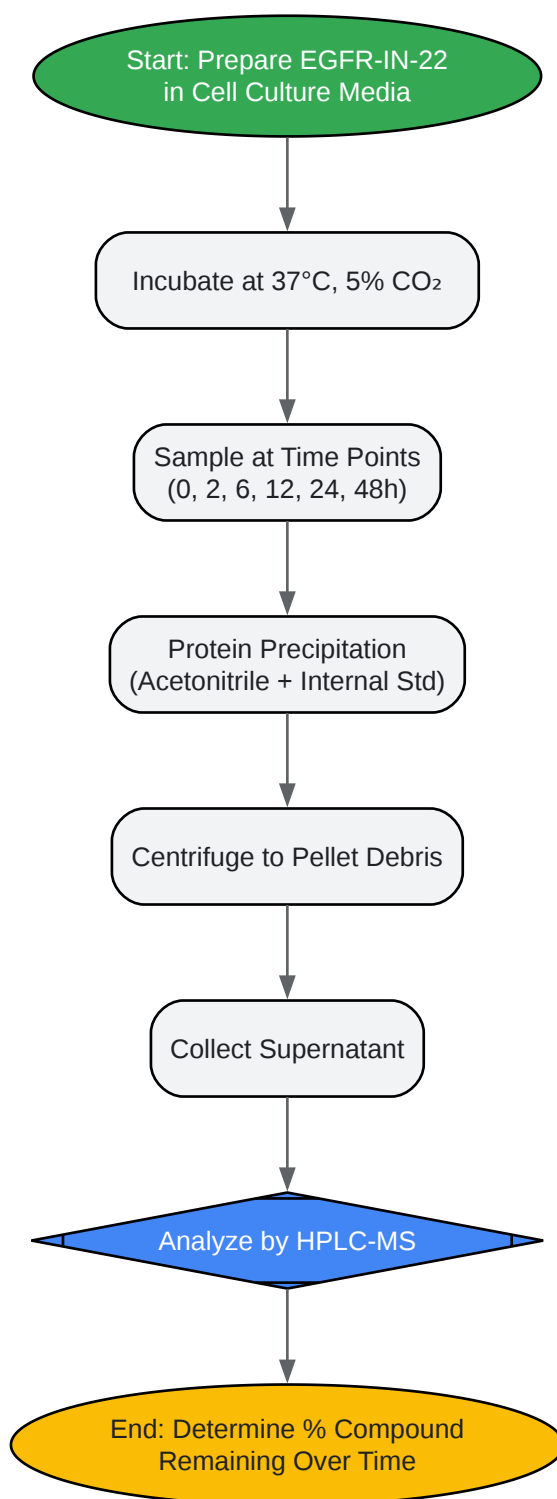 Start: Prepare EGFR-IN-22
in Cell Culture Media
Incubate at 37°C, 5% CO₂
Sample at Time Points
(0, 2, 6, 12, 24, 48h)
Protein Precipitation
(Acetonitrile + Internal Std)
Centrifuge to Pellet Debris
Collect Supernatant
Analyze by HPLC-MS
End: Determine % Compound
Remaining Over Time